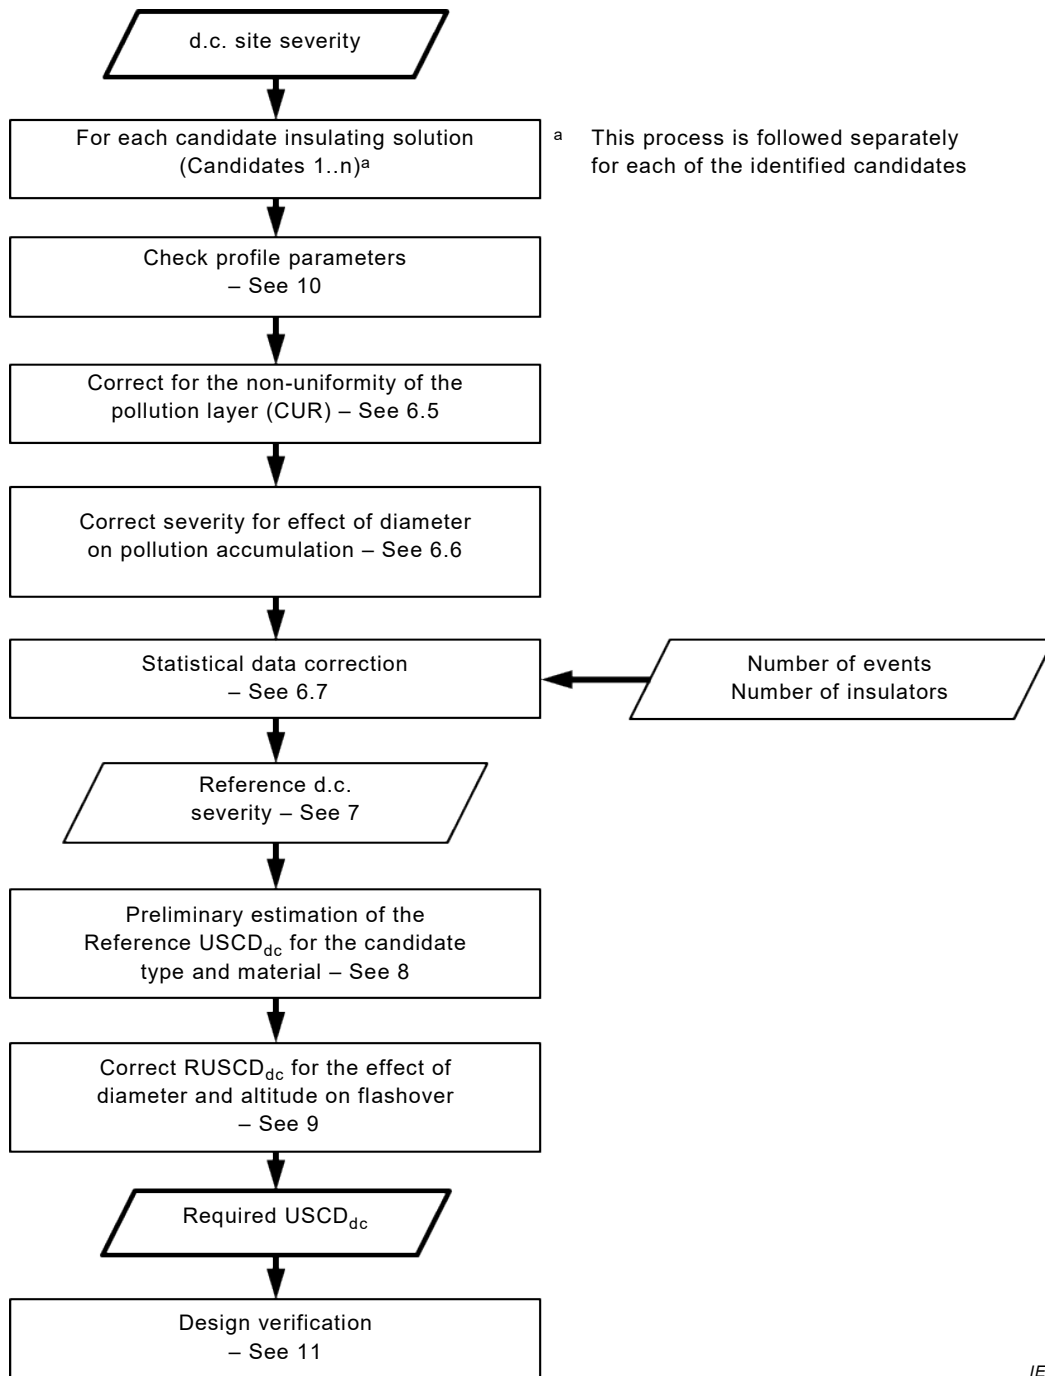 d.c. site severity
For each candidate insulating solution
(Candidates 1..n)ᵃ
a This process is followed separately
for each of the identified candidates
Check profile parameters
– See 10
Correct for the non-uniformity of the
pollution layer (CUR) – See 6.5
Correct severity for effect of diameter
on pollution accumulation – See 6.6
Statistical data correction
– See 6.7
Number of events
Number of insulators
Reference d.c.
severity – See 7
Preliminary estimation of the
Reference USCDdc for the candidate
type and material – See 8
Correct RUSCDdc for the effect of
diameter and altitude on flashover
– See 9
Required USCDdc
Design verification
– See 11
IE